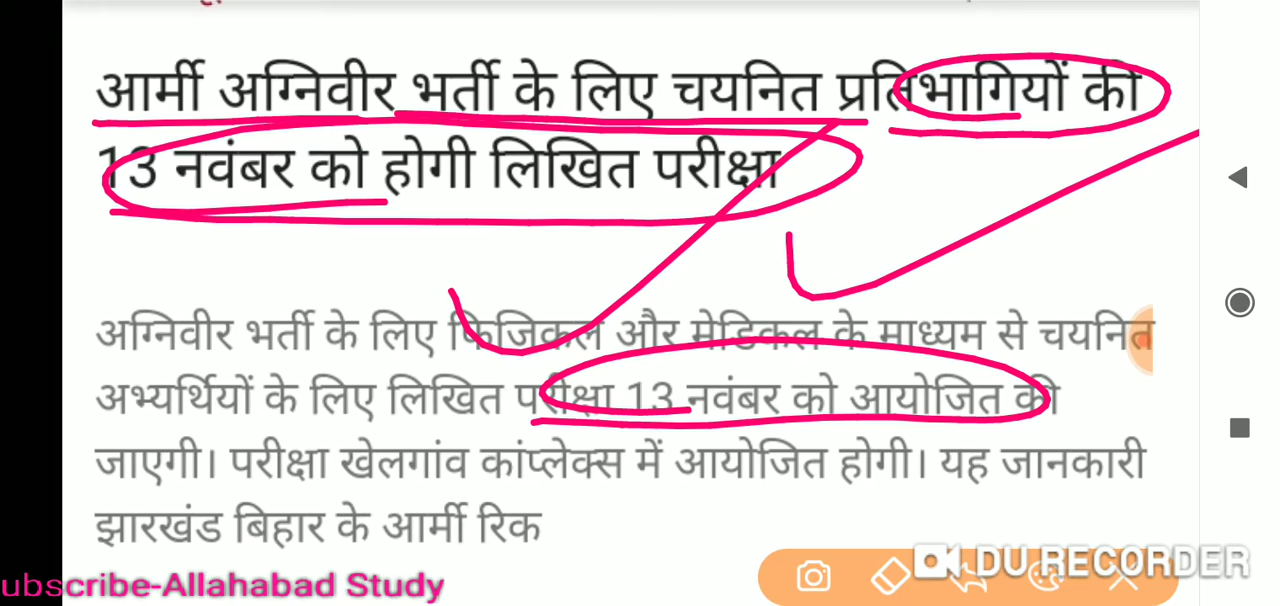 आर्मी अग्निवीर भर्ती के लिए चयनित प्रतिभागियों की
13 नवंबर को होगी लिखित परीक्षा
अग्निवीर भर्ती के लिए फिजिकल और मेडिकल के माध्यम से चयनित
अभ्यर्थियों के लिए लिखित परीक्षा 13 नवंबर को आयोजित की
जाएगी। परीक्षा खेलगांव कांप्लेक्स में आयोजित होगी। यह जानकारी
झारखंड बिहार के आर्मी रिक
ubscribe-Allahabad Study
DU RECORDER